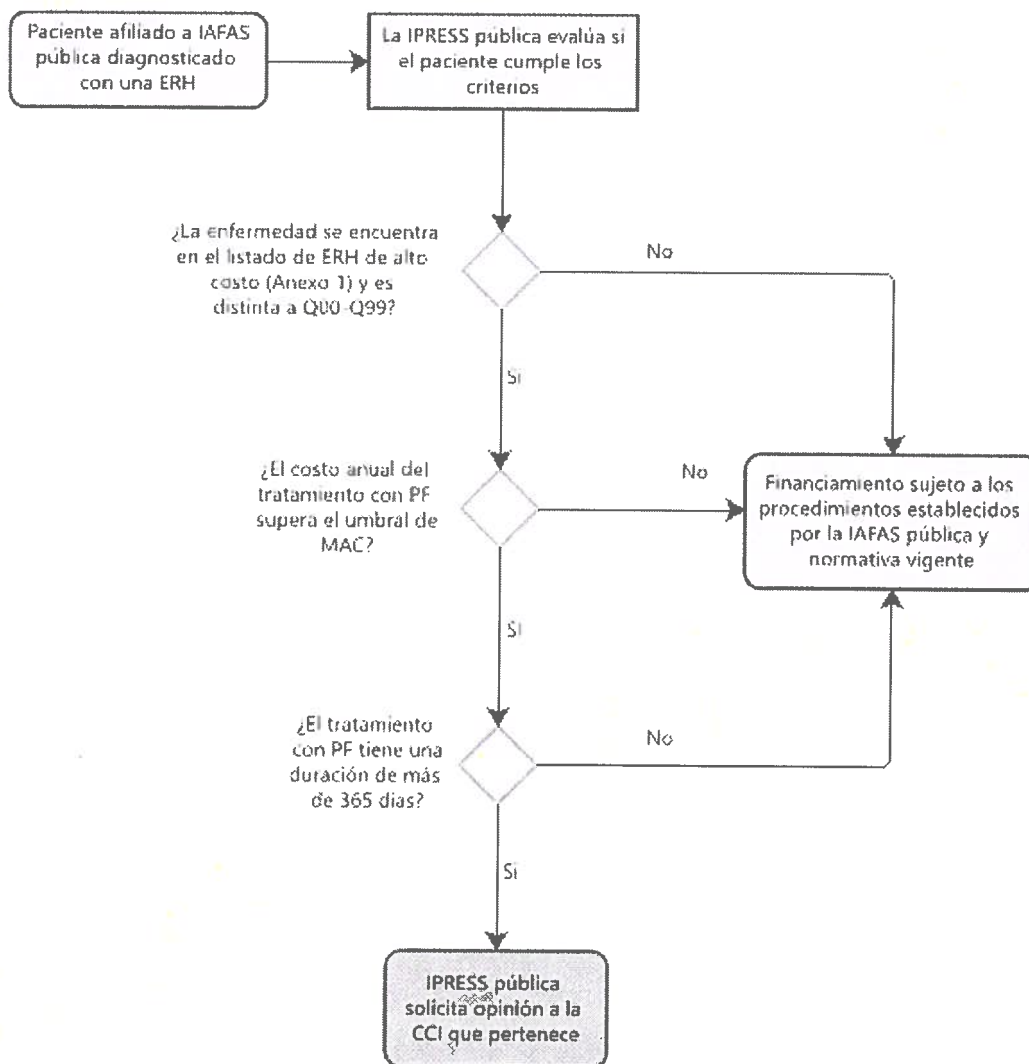 Paciente afiliado a IAFAS
pública diagnosticado
con una ERH
La IPRESS pública evalúa si
el paciente cumple los
criterios
¿La enfermedad se encuentra
en el listado de ERH de alto
costo (Anexo 1) y es
distinta a Q00-Q99?
No
Si
¿El costo anual del
tratamiento con PF
supera el umbral de
MAC?
No
Financiamiento sujeto a los
procedimientos establecidos
por la IAFAS pública y
normativa vigente
Si
¿El tratamiento
con PF tiene una
duración de más
de 365 dias?
No
Si
IPRESS pública
solicita opinión a la
CCI que pertenece